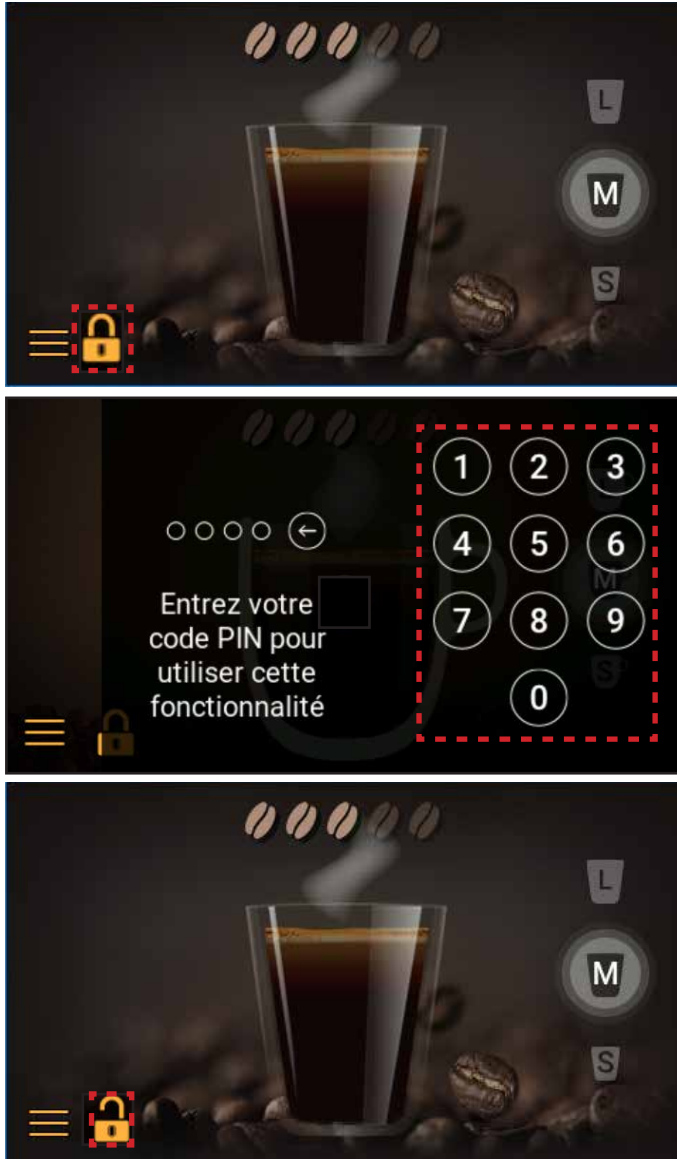 L
M
S
1 2 3
4 5 6
Entrez votre
code PIN pour
utiliser cette
fonctionnalité
7 8 9
0
M
S
L
M
S